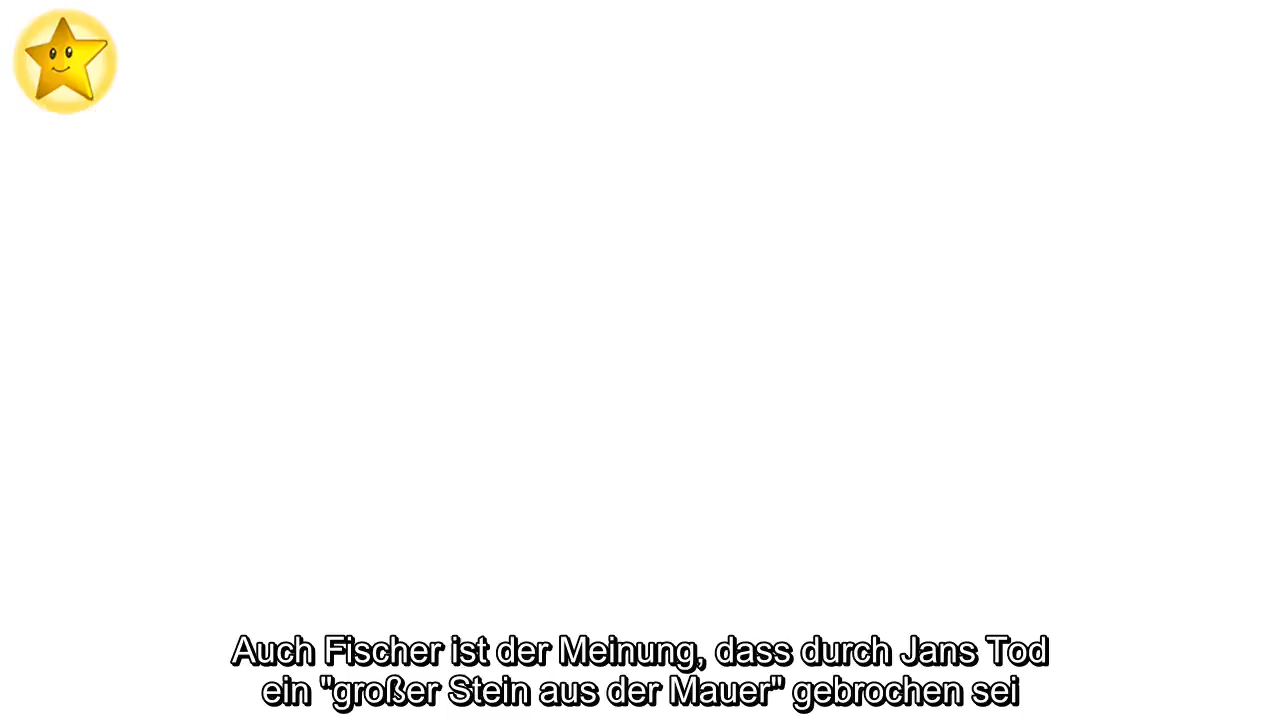 Auch Fischer ist der Meinung, dass durch Jans Tod
ein "großer Stein aus der Mauer" gebrochen sei